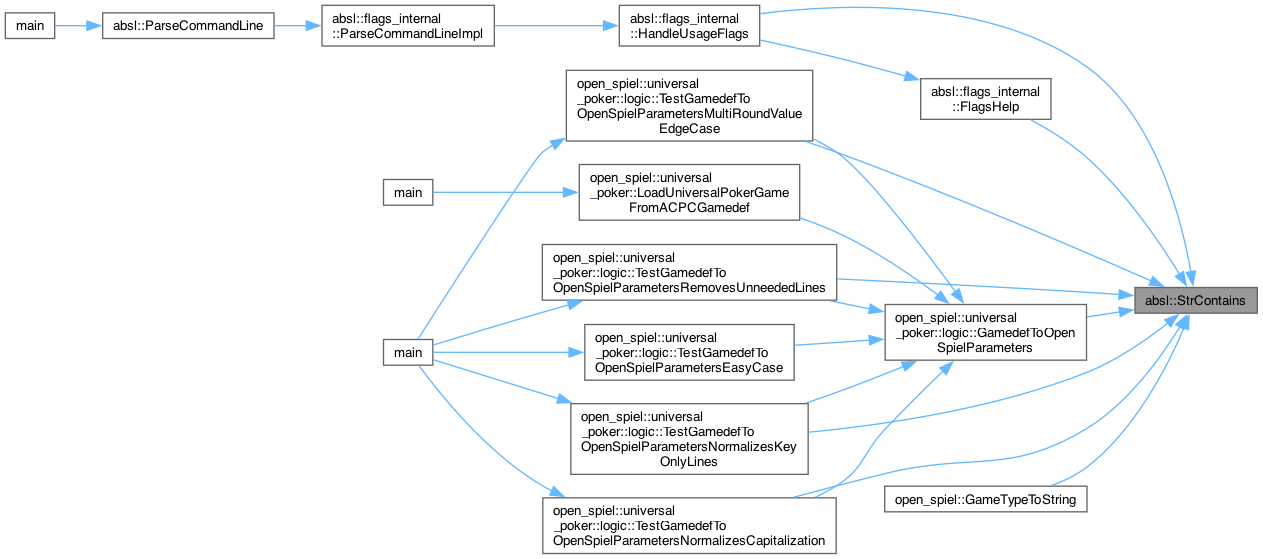 main
absl::ParseCommandLine
absl::flags_internal
::ParseCommandLineImpl
absl::flags_internal
::HandleUsageFlags
absl::flags_internal
::FlagsHelp
open_spiel::universal
_poker::logic::TestGamedefTo
OpenSpielParametersMultiRoundValue
EdgeCase
main
open_spiel::universal
_poker::LoadUniversalPokerGame
FromACPCGamedef
open_spiel::universal
_poker::logic::TestGamedefTo
OpenSpielParametersRemovesUnneededLines
absl::StrContains
open_spiel::universal
_poker::logic::GamedefToOpen
SpielParameters
main
open_spiel::universal
_poker::logic::TestGamedefTo
OpenSpielParametersEasyCase
open_spiel::universal
_poker::logic::TestGamedefTo
OpenSpielParametersNormalizesKey
OnlyLines
open_spiel::GameTypeToString
open_spiel::universal
_poker::logic::TestGamedefTo
OpenSpielParametersNormalizesCapitalization